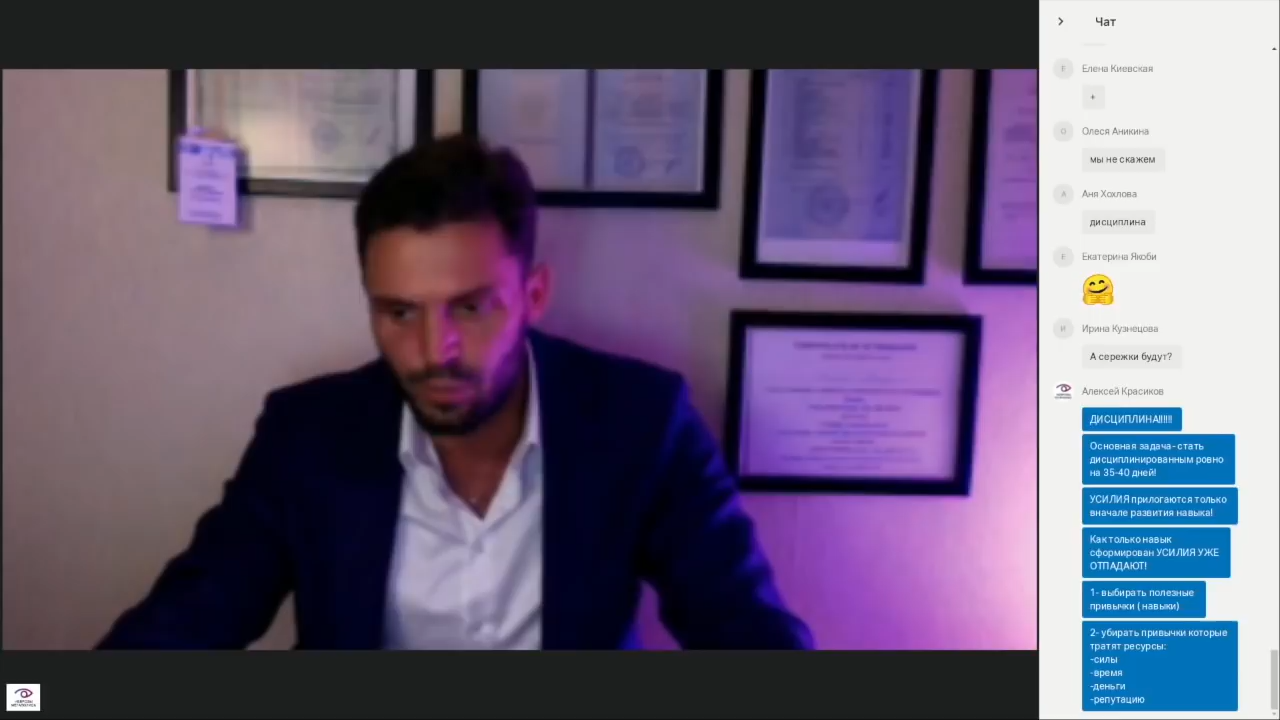 Чат
Елена Киевская
+
Олеся Аникина
мы не скажем
А
Аня Хохлова
дисциплина
Екатерина Якоби
Ирина Кузнецова
А сережки будут?
Алексей Красиков
ДИСЦИПЛИНА!!!!!!
Основная задача- стать
дисциплинированным ровно
на 35-40 дней!
УСИЛИЯ прилогаются только
вначале развития навыка!
Как только навык
сформирован УСИЛИЯ УЖЕ
ОТПАДАЮТ!
1- выбирать полезные
привычки ( навыки)
2- убирать привычки которые
тратят ресурсы:
-силы
-время
-деньги
-репутацию